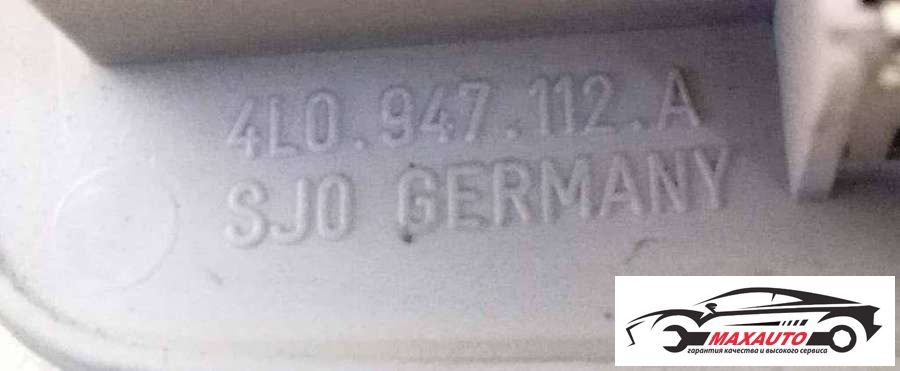 4L0.947.112.A
SJ0 GERMANY
MAXAUTO
гарантия качества и высокого сервиса